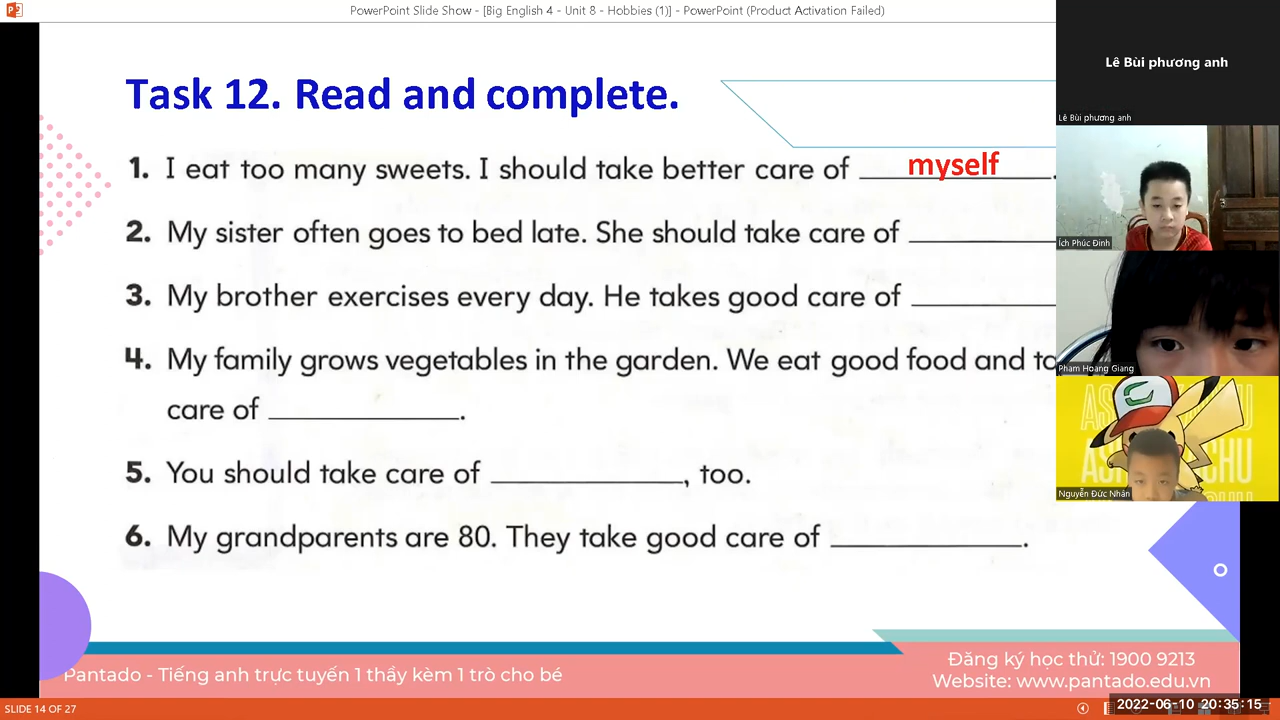 PowerPoint Slide Show - [Big English 4 - Unit 8 - Hobbies (1)] - PowerPoint (Product Activation Failed)
Task 12. Read and complete.
1. I eat too many sweets. I should take better care of myself.
2. My sister often goes to bed late. She should take care of
3. My brother exercises every day. He takes good care of
4. My family grows vegetables in the garden. We eat good food and
care of ____________.
5. You should take care of ____________, too.
6. My grandparents are 80. They take good care of ____________.
Pantado - Tiếng anh trực tuyến 1 thầy kèm 1 trò cho bé
Đăng ký học thử: 1900 9213
Website: www.pantado.edu.vn
SLIDE 14 OF 27
Lê Bùi phương anh
Lê Bùi phương anh
Ích Phúc Đinh
Pham Hoang Giang
Nguyễn Đức Nhân
2022-06-10 20:35:15